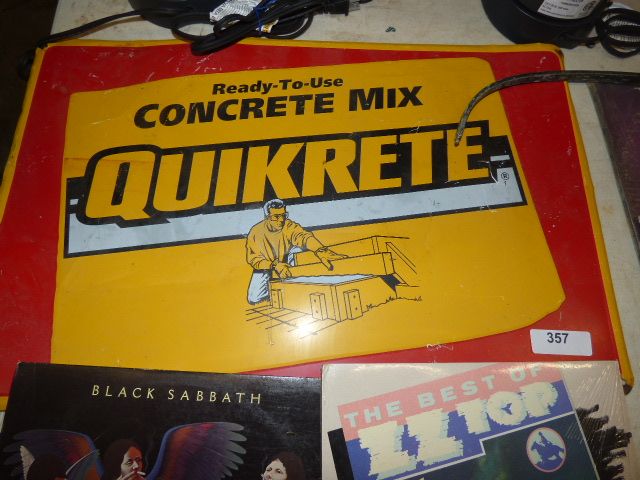 Ready-To-Use
CONCRETE MIX
QUIKRETE
®
357
BLACK SABBATH
THE BEST OF
ZZ TOP